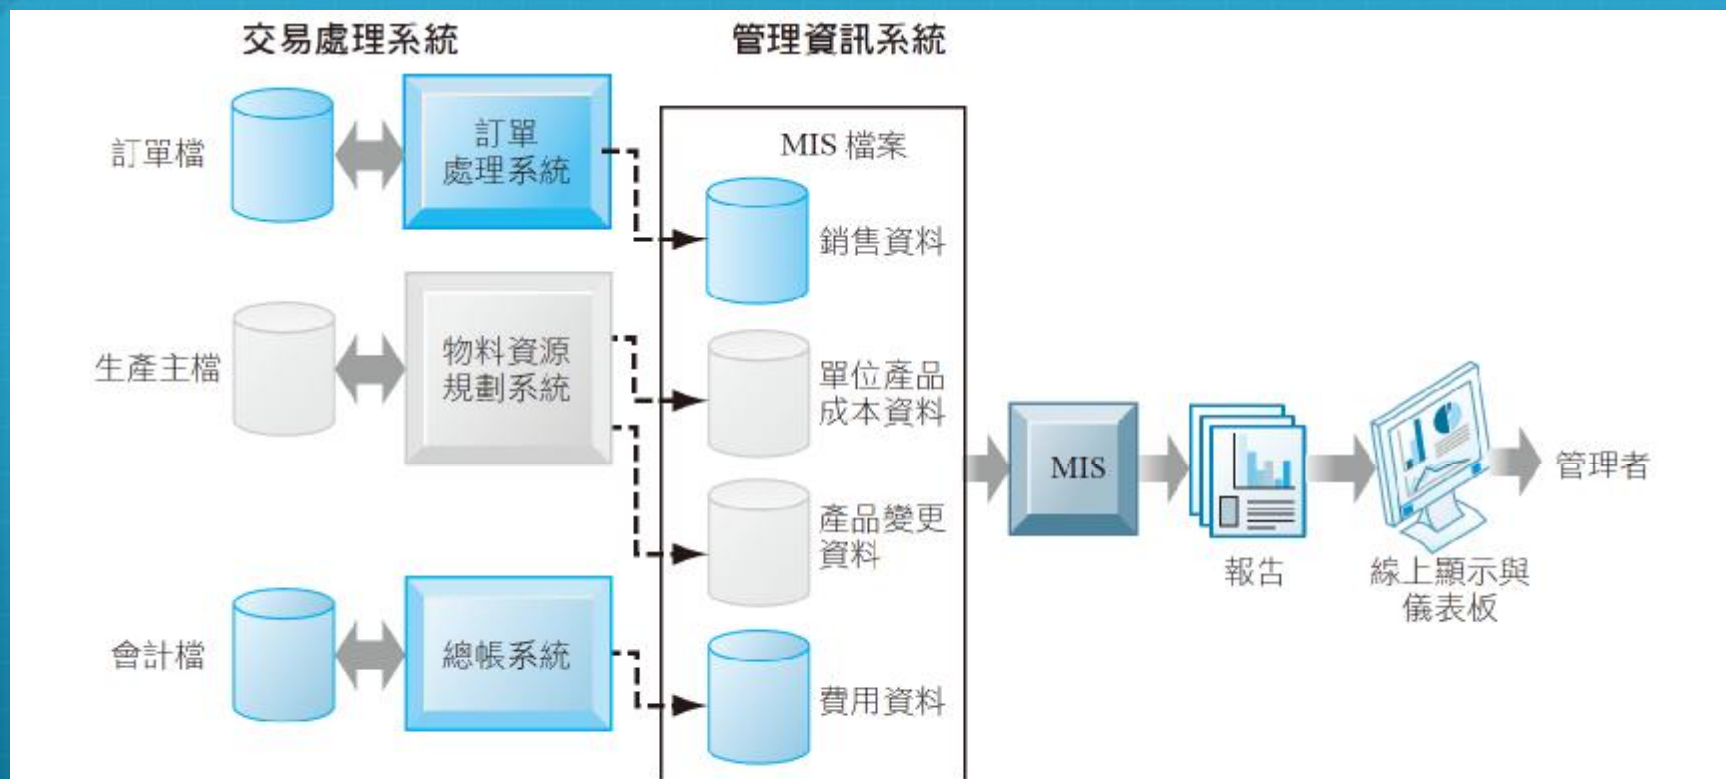 交易處理系統
管理資訊系統
訂單檔
訂單
處理系統
MIS 檔案
銷售資料
生產主檔
物料資源
規劃系統
單位產品
成本資料
產品變更
資料
MIS
報告
線上顯示與
儀表板
管理者
會計檔
總帳系統
費用資料